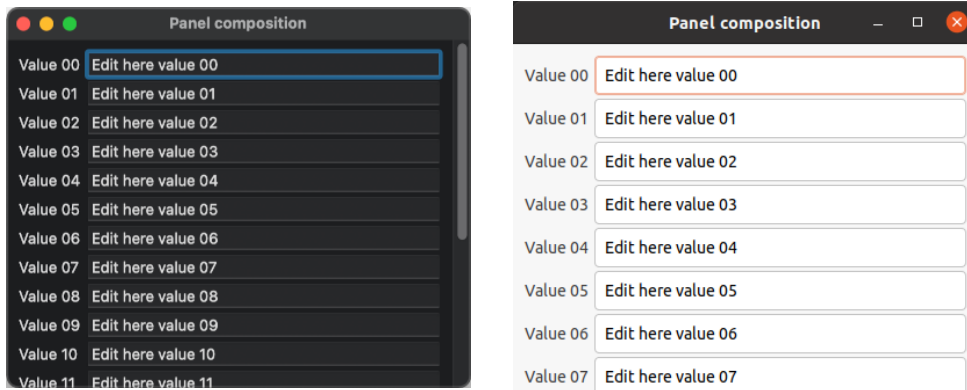 Panel composition
Value 00 Edit here value 00
Value 01 Edit here value 01
Value 02 Edit here value 02
Value 03 Edit here value 03
Value 04 Edit here value 04
Value 05 Edit here value 05
Value 06 Edit here value 06
Value 07 Edit here value 07
Value 08 Edit here value 08
Value 09 Edit here value 09
Value 10 Edit here value 10
Value 11 Edit here value 11
Panel composition
Value 00 Edit here value 00
Value 01 Edit here value 01
Value 02 Edit here value 02
Value 03 Edit here value 03
Value 04 Edit here value 04
Value 05 Edit here value 05
Value 06 Edit here value 06
Value 07 Edit here value 07